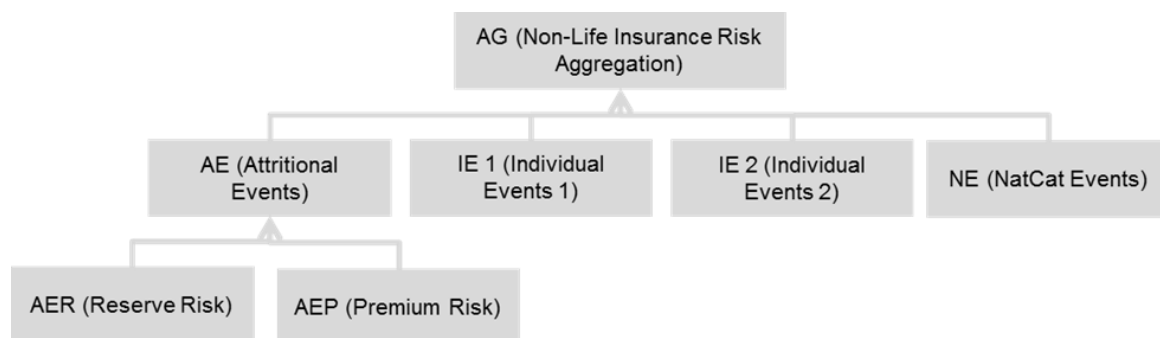 AG (Non-Life Insurance Risk
Aggregation)
AE (Attritional
Events)
IE 1 (Individual
Events 1)
IE 2 (Individual
Events 2)
NE (NatCat Events)
AER (Reserve Risk)
AEP (Premium Risk)